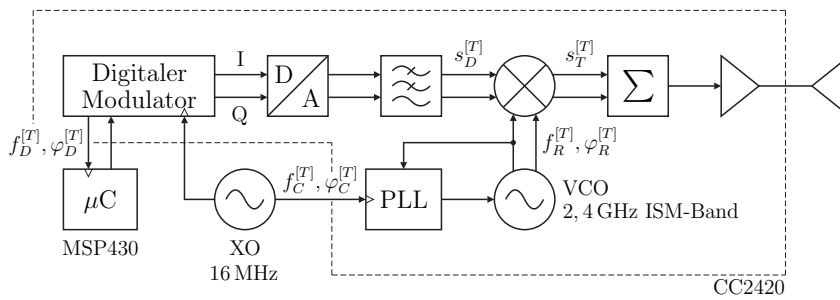 Digitaler
Modulator
I
Q
D
A
s_D^{[T]}
s_T^{[T]}
Σ
f_D^{[T]}, φ_D^{[T]}
f_R^{[T]}, φ_R^{[T]}
μC
MSP430
f_C^{[T]}, φ_C^{[T]}
XO
16 MHz
PLL
VCO
2, 4 GHz ISM-Band
CC2420